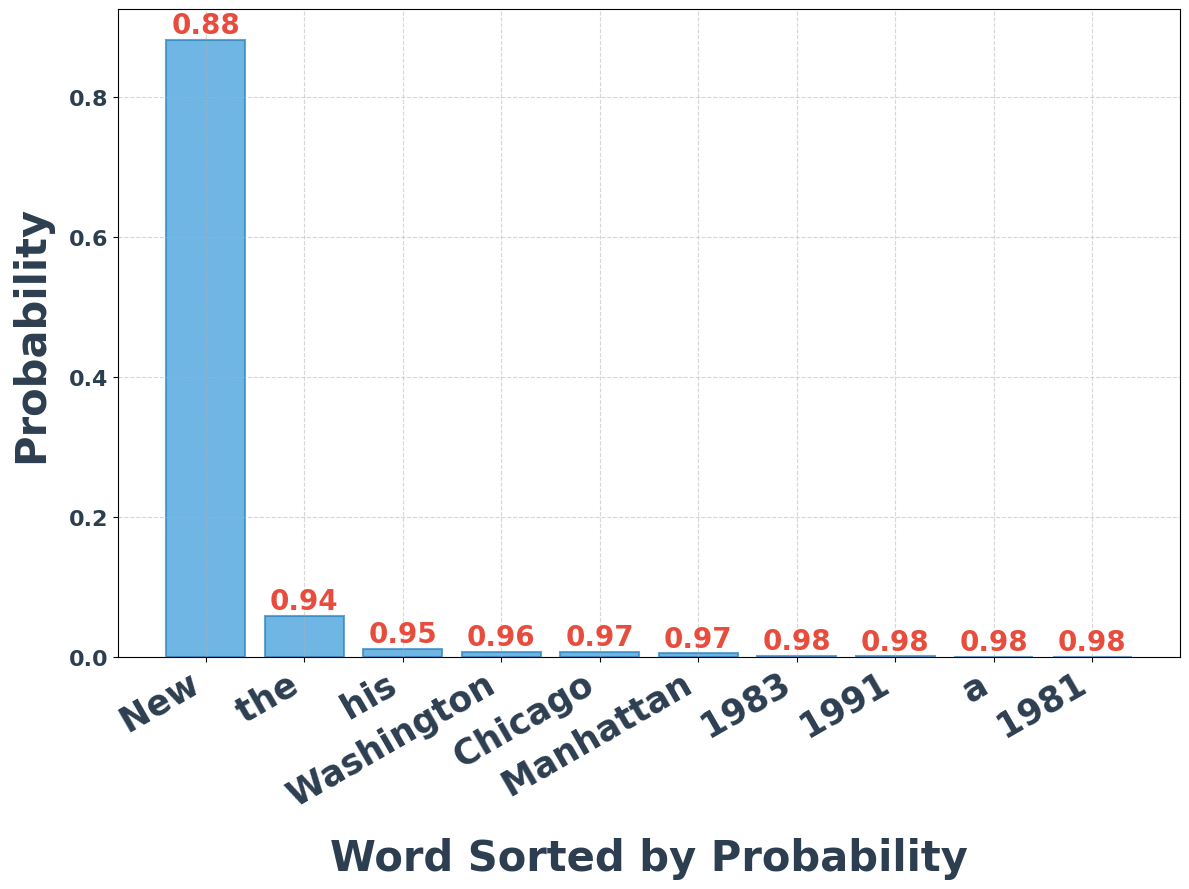 0.88
0.94
0.95
0.96
0.97
0.97
0.98
0.98
0.98
0.98
Probability
0.8
0.6
0.4
0.2
0.0
New
the
his
Washington
Chicago
Manhattan
1983
1991
a
1981
Word Sorted by Probability